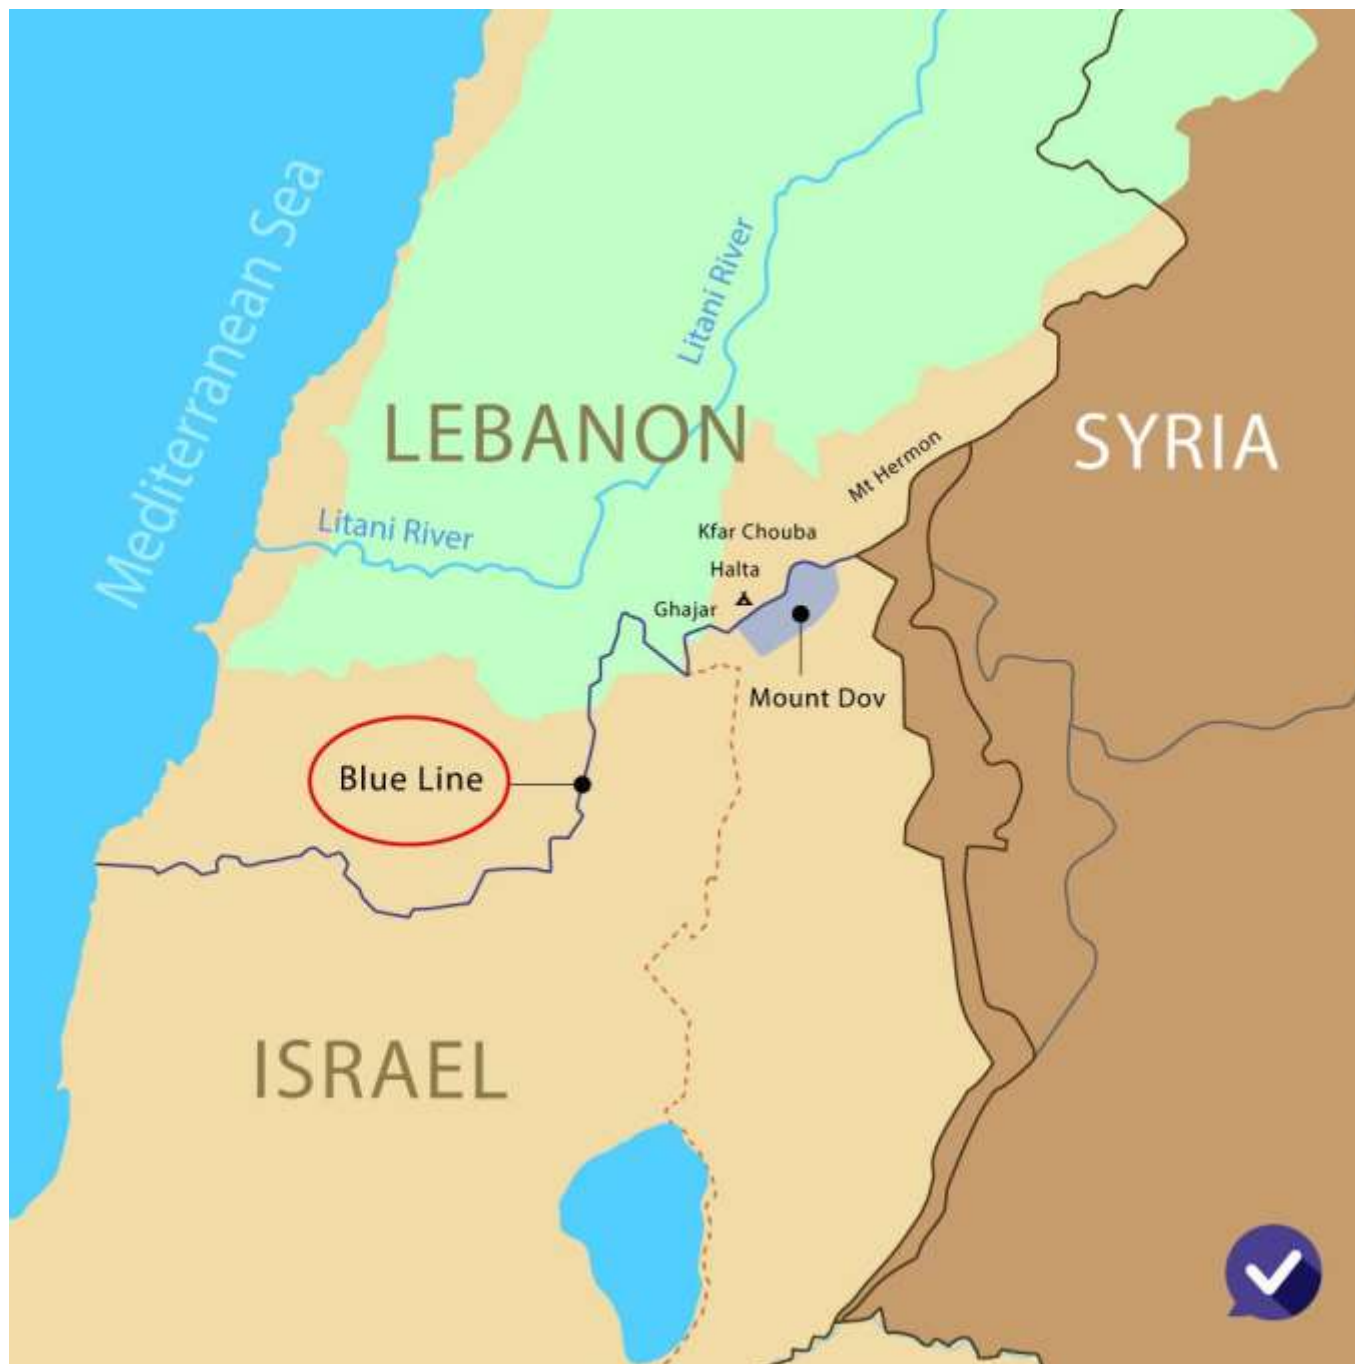 Mediterranean Sea
Litani River
LEBANON
SYRIA
Mt Hermon
Litani River
Kfar Chouba
Halta
Ghajar
Mount Dov
Blue Line
ISRAEL